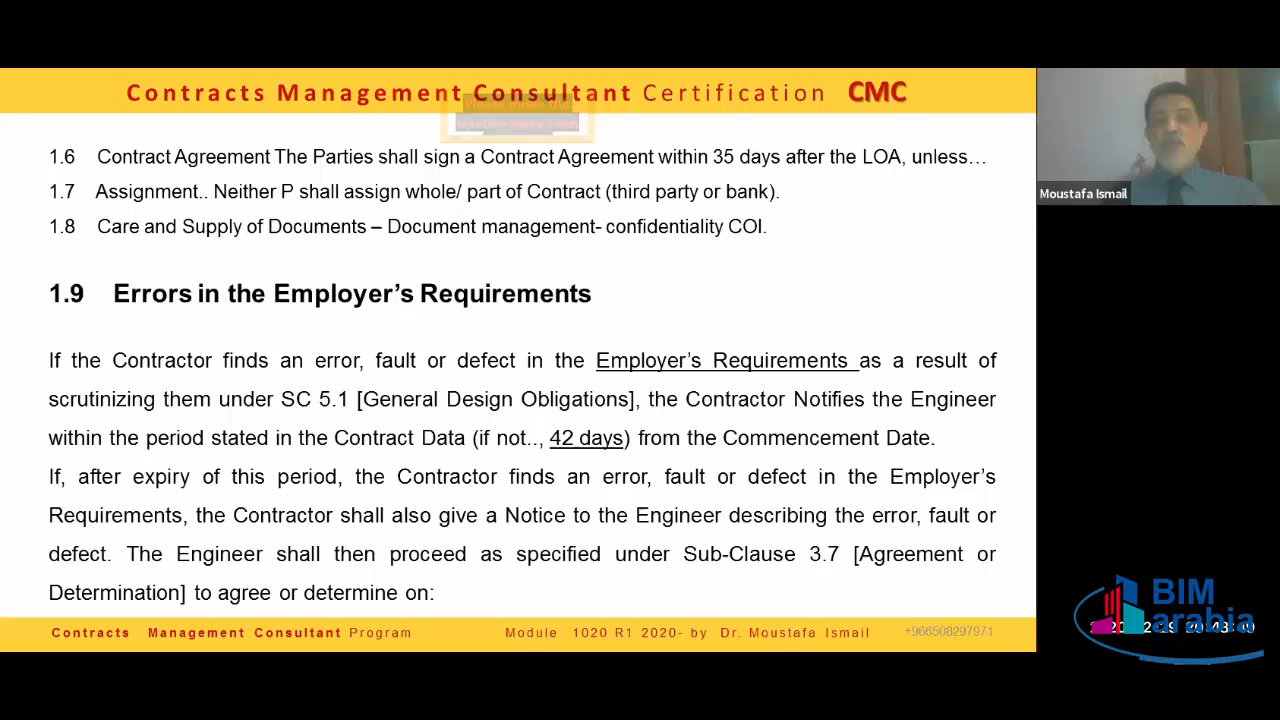 Contracts Management Consultant Certification CMC
1.6 Contract Agreement The Parties shall sign a Contract Agreement within 35 days after the LOA, unless…
1.7 Assignment.. Neither P shall assign whole/ part of Contract (third party or bank).
1.8 Care and Supply of Documents – Document management- confidentiality COI.
1.9 Errors in the Employer's Requirements
If the Contractor finds an error, fault or defect in the Employer's Requirements as a result of
scrutinizing them under SC 5.1 [General Design Obligations], the Contractor Notifies the Engineer
within the period stated in the Contract Data (if not.., 42 days) from the Commencement Date.
If, after expiry of this period, the Contractor finds an error, fault or defect in the Employer's
Requirements, the Contractor shall also give a Notice to the Engineer describing the error, fault or
defect. The Engineer shall then proceed as specified under Sub-Clause 3.7 [Agreement or
Determination] to agree or determine on:
Contracts Management Consultant Program
Module 1020 R1 2020- by Dr. Moustafa Ismail
+966508297971
Moustafa Ismail
BIM
arabia